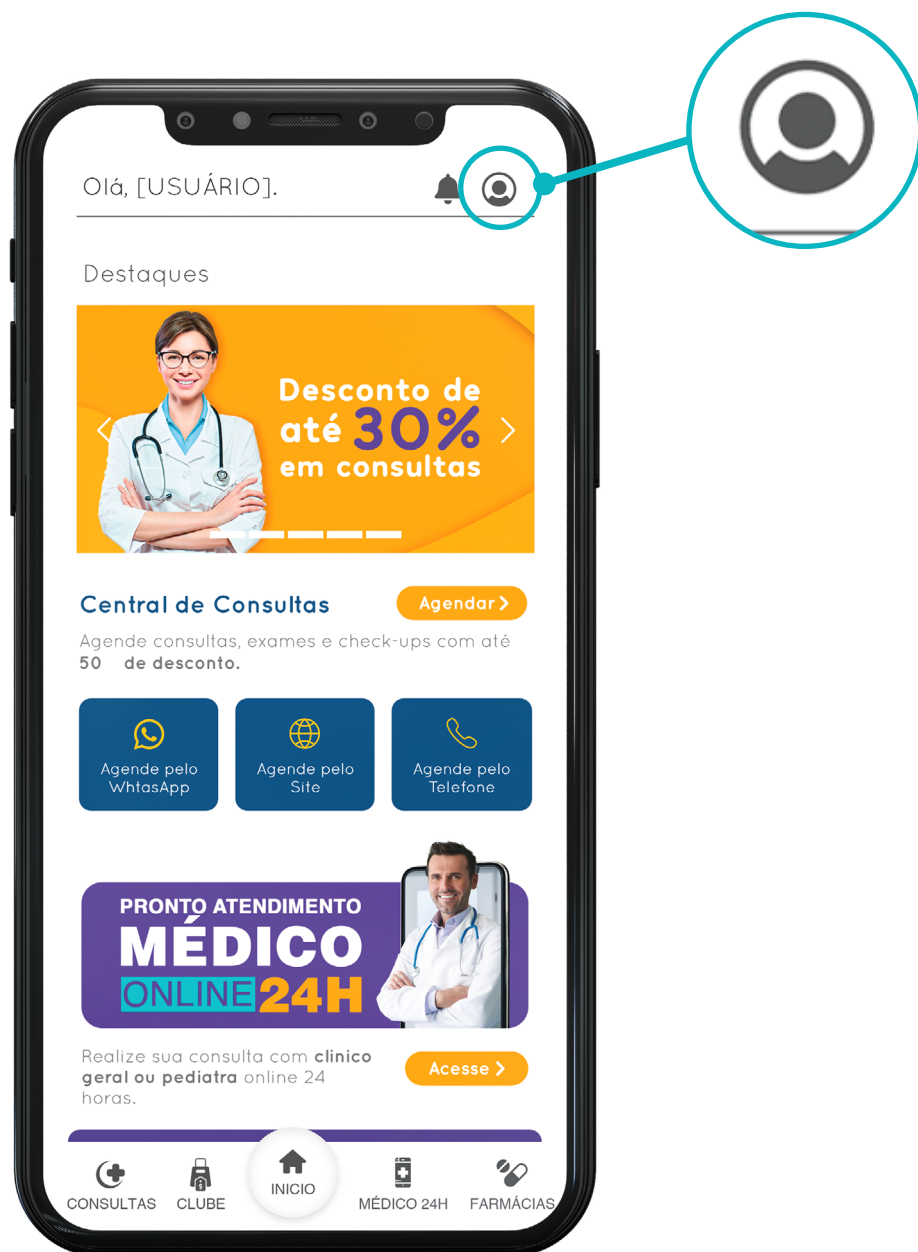 Olá, [USUÁRIO].
Destaques
Desconto de
até 30%
em consultas
Central de Consultas
Agendar
Agende consultas, exames e check-ups com até
50 de desconto.
Agende pelo
WhtasApp
Agende pelo
Site
Agende pelo
Telefone
PRONTO ATENDIMENTO
MÉDICO
ONLINE 24H
Realize sua consulta com clinico
geral ou pediatra online 24
horas.
Acesse
CONSULTAS
CLUBE
INICIO
MÉDICO 24H
FARMÁCIAS